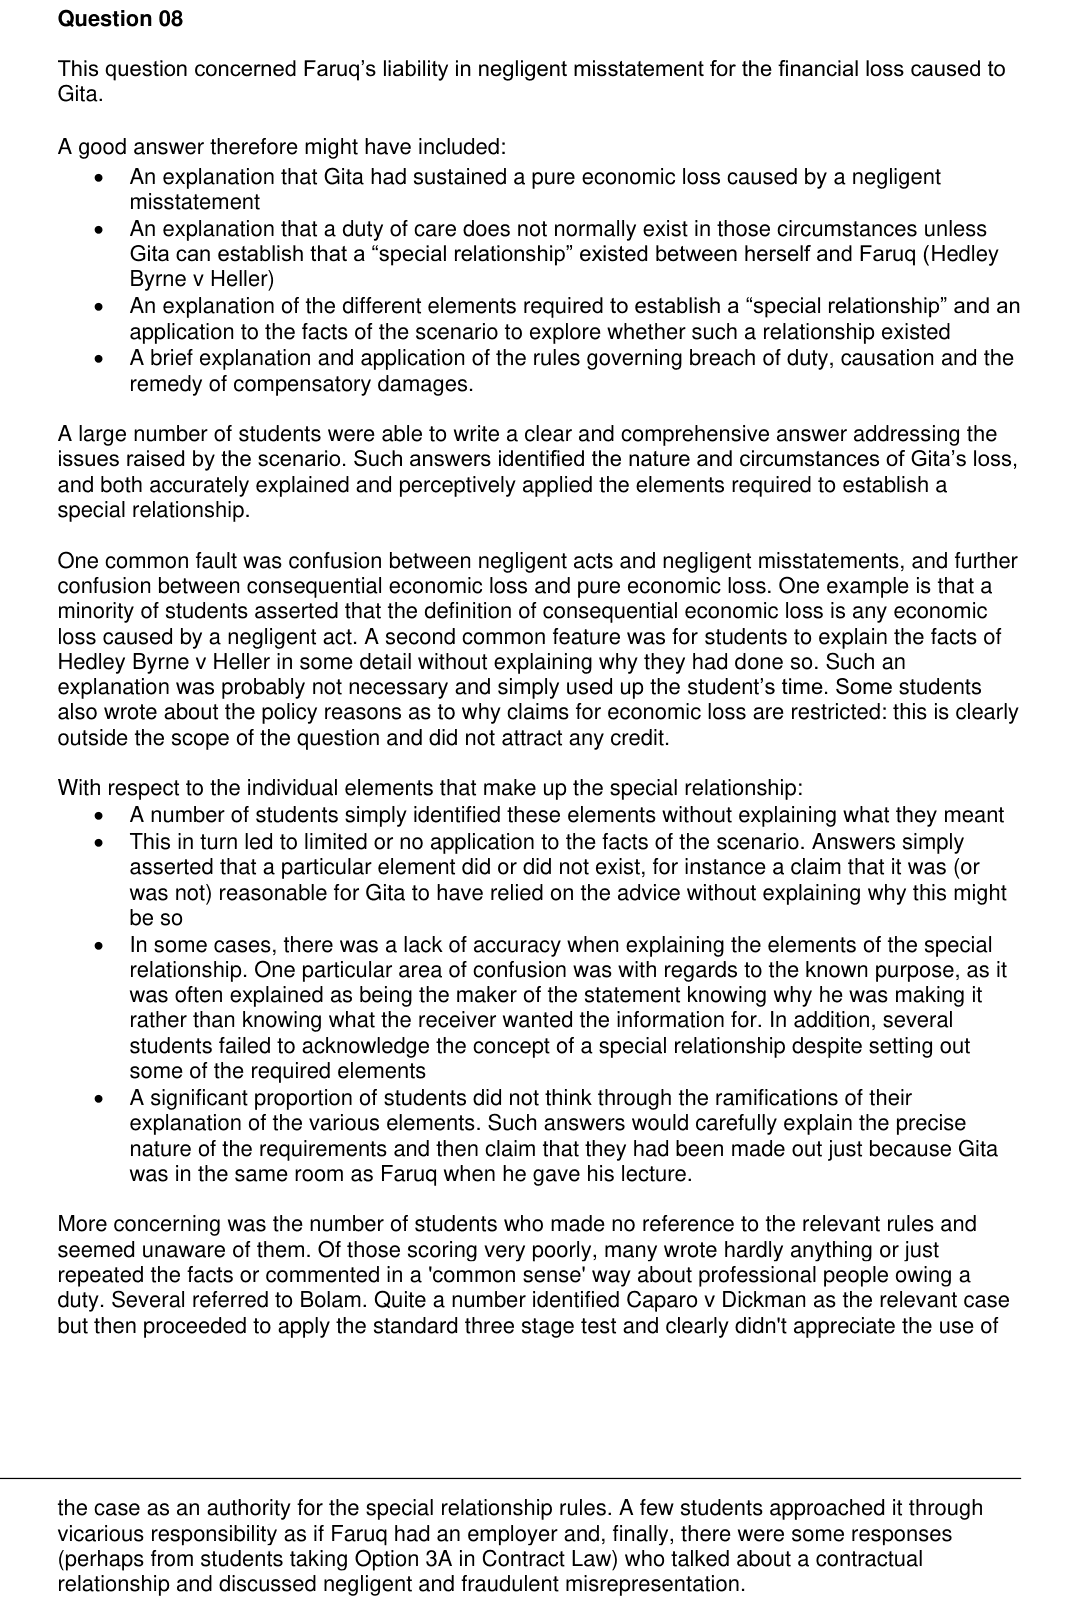 Question 08
This question concerned Faruq’s liability in negligent misstatement for the financial loss caused to
Gita.
A good answer therefore might have included:
• An explanation that Gita had sustained a pure economic loss caused by a negligent
misstatement
• An explanation that a duty of care does not normally exist in those circumstances unless
Gita can establish that a “special relationship” existed between herself and Faruq (Hedley
Byrne v Heller)
• An explanation of the different elements required to establish a “special relationship” and an
application to the facts of the scenario to explore whether such a relationship existed
• A brief explanation and application of the rules governing breach of duty, causation and the
remedy of compensatory damages.
A large number of students were able to write a clear and comprehensive answer addressing the
issues raised by the scenario. Such answers identified the nature and circumstances of Gita’s loss,
and both accurately explained and perceptively applied the elements required to establish a
special relationship.
One common fault was confusion between negligent acts and negligent misstatements, and further
confusion between consequential economic loss and pure economic loss. One example is that a
minority of students asserted that the definition of consequential economic loss is any economic
loss caused by a negligent act. A second common feature was for students to explain the facts of
Hedley Byrne v Heller in some detail without explaining why they had done so. Such an
explanation was probably not necessary and simply used up the student’s time. Some students
also wrote about the policy reasons as to why claims for economic loss are restricted: this is clearly
outside the scope of the question and did not attract any credit.
With respect to the individual elements that make up the special relationship:
• A number of students simply identified these elements without explaining what they meant
• This in turn led to limited or no application to the facts of the scenario. Answers simply
asserted that a particular element did or did not exist, for instance a claim that it was (or
was not) reasonable for Gita to have relied on the advice without explaining why this might
be so
• In some cases, there was a lack of accuracy when explaining the elements of the special
relationship. One particular area of confusion was with regards to the known purpose, as it
was often explained as being the maker of the statement knowing why he was making it
rather than knowing what the receiver wanted the information for. In addition, several
students failed to acknowledge the concept of a special relationship despite setting out
some of the required elements
• A significant proportion of students did not think through the ramifications of their
explanation of the various elements. Such answers would carefully explain the precise
nature of the requirements and then claim that they had been made out just because Gita
was in the same room as Faruq when he gave his lecture.
More concerning was the number of students who made no reference to the relevant rules and
seemed unaware of them. Of those scoring very poorly, many wrote hardly anything or just
repeated the facts or commented in a 'common sense' way about professional people owing a
duty. Several referred to Bolam. Quite a number identified Caparo v Dickman as the relevant case
but then proceeded to apply the standard three stage test and clearly didn't appreciate the use of
the case as an authority for the special relationship rules. A few students approached it through
vicarious responsibility as if Faruq had an employer and, finally, there were some responses
(perhaps from students taking Option 3A in Contract Law) who talked about a contractual
relationship and discussed negligent and fraudulent misrepresentation.